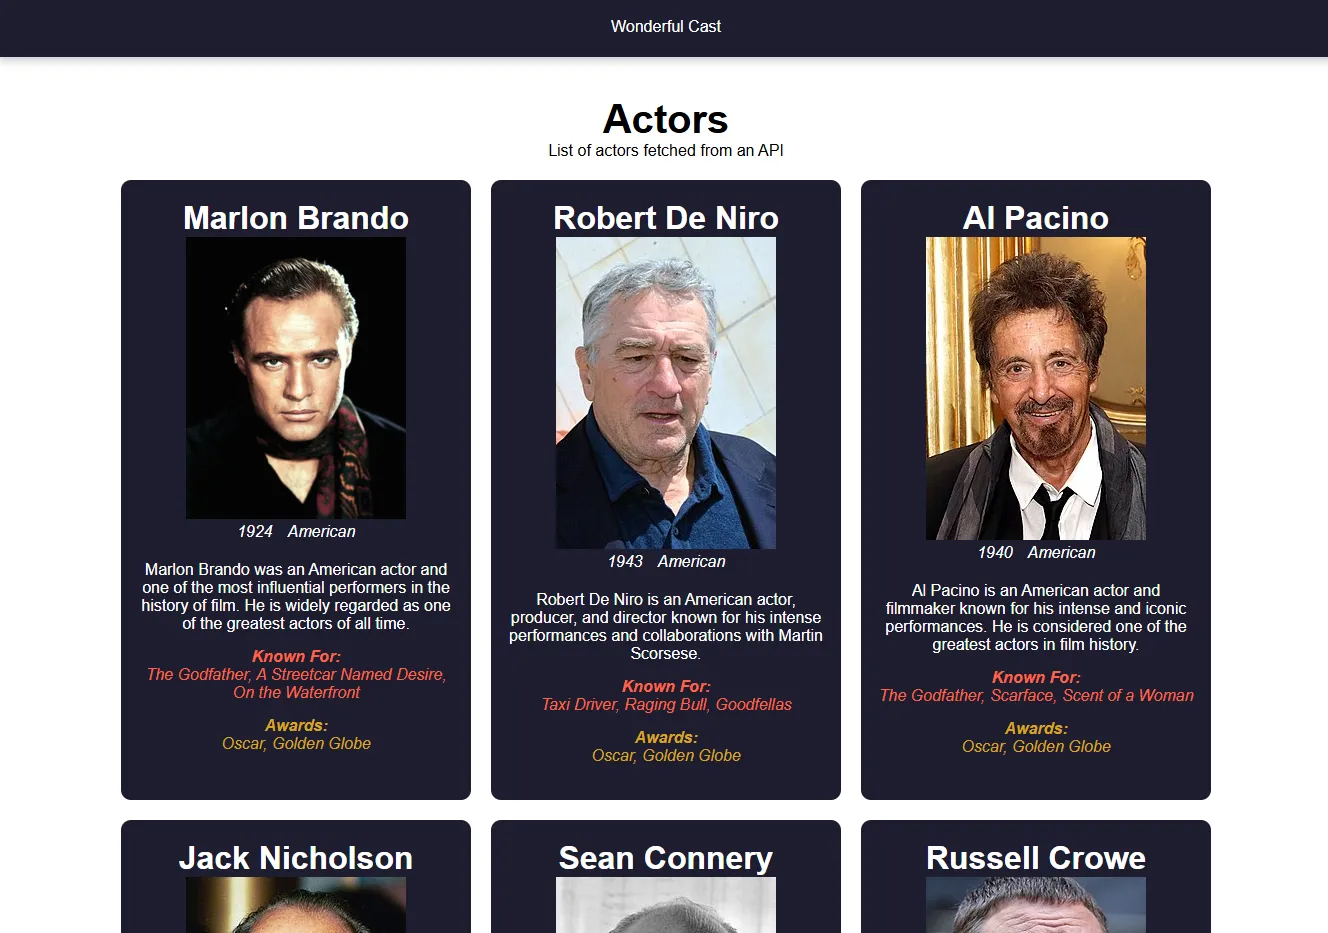 Wonderful Cast
Actors
List of actors fetched from an API
Marlon Brando
1924 American
Marlon Brando was an American actor and
one of the most influential performers in the
history of film. He is widely regarded as one
of the greatest actors of all time.
Known For:
The Godfather, A Streetcar Named Desire,
On the Waterfront
Awards:
Oscar, Golden Globe
Robert De Niro
1943 American
Robert De Niro is an American actor,
producer, and director known for his intense
performances and collaborations with Martin
Scorsese.
Known For:
Taxi Driver, Raging Bull, Goodfellas
Awards:
Oscar, Golden Globe
Al Pacino
1940 American
Al Pacino is an American actor and
filmmaker known for his intense and iconic
performances. He is considered one of the
greatest actors in film history.
Known For:
The Godfather, Scarface, Scent of a Woman
Awards:
Oscar, Golden Globe
Jack Nicholson
Sean Connery
Russell Crowe